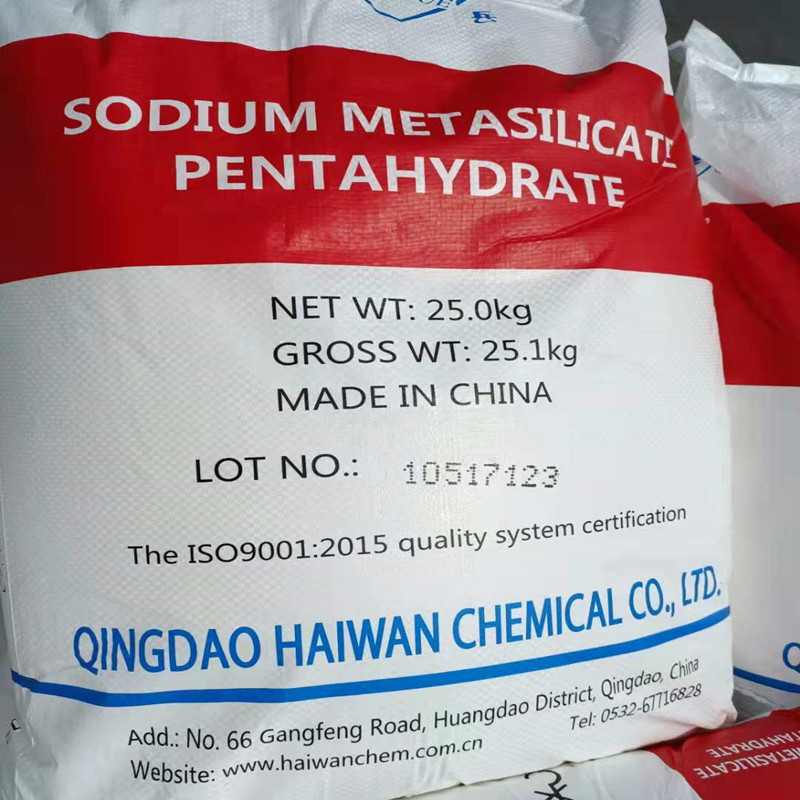 SODIUM METASILICATE
PENTAHYDRATE
NET WT: 25.0kg
GROSS WT: 25.1kg
MADE IN CHINA
LOT NO.: 10517123
The ISO9001:2015 quality system certification
QINGDAO HAIWAN CHEMICAL CO., LTD.
Add.: No. 66 Gangfeng Road, Huangdao District, Qingdao, China
Website: www.haiwanchem.com.cn Tel: 0532-67716828
METASILICATE
TAHYDRATE